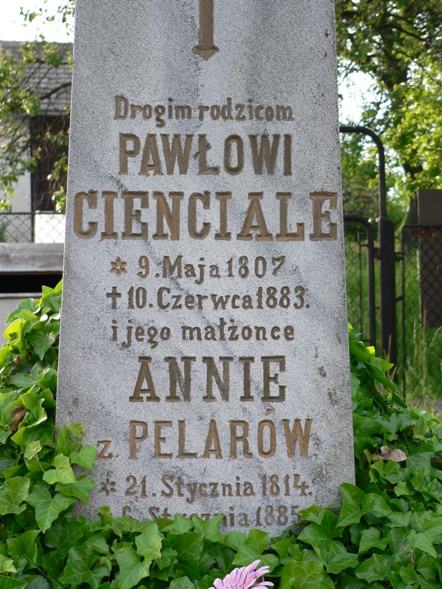 Drogim rodzicom
PAWŁOWI
CIENCIALE
* 9. Maja 1807
✝ 10. Czerwca 1883.
i jego małżonce
ANNIE
z PELARÓW
* 21. Stycznia 1814.
6. Stycznia 1885.